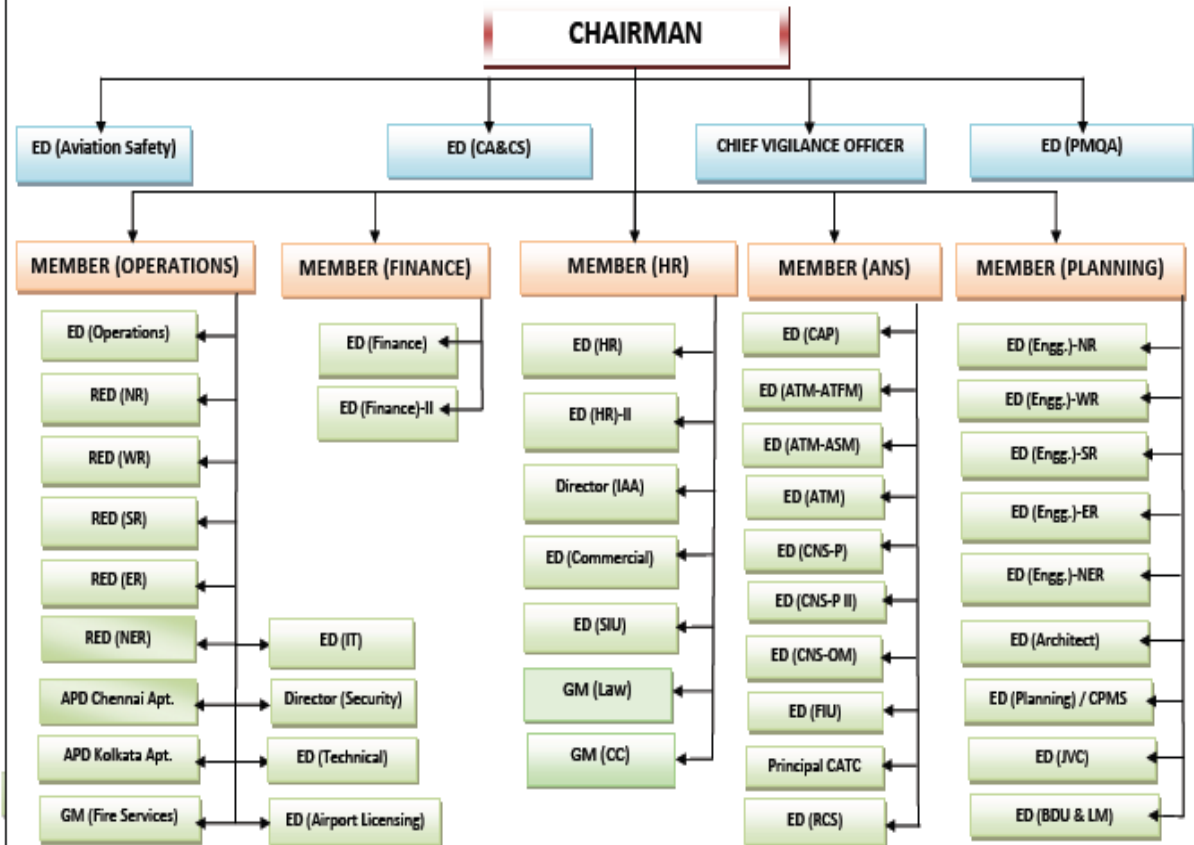 CHAIRMAN
ED (Aviation Safety)
ED (CA&CS)
CHIEF VIGILANCE OFFICER
ED (PMQA)
MEMBER (OPERATIONS)
MEMBER (FINANCE)
MEMBER (HR)
MEMBER (ANS)
MEMBER (PLANNING)
ED (Operations)
RED (NR)
RED (WR)
RED (SR)
RED (ER)
RED (NER)
APD Chennai Apt.
APD Kolkata Apt.
GM (Fire Services)
ED (IT)
Director (Security)
ED (Technical)
ED (Airport Licensing)
ED (Finance)
ED (Finance)-II
ED (HR)
ED (HR)-II
Director (IAA)
ED (Commercial)
ED (SIU)
GM (Law)
GM (CC)
ED (CAP)
ED (ATM-ATFM)
ED (ATM-ASM)
ED (ATM)
ED (CNS-P)
ED (CNS-P II)
ED (CNS-OM)
ED (FIU)
Principal CATC
ED (RCS)
ED (Engg.)-NR
ED (Engg.)-WR
ED (Engg.)-SR
ED (Engg.)-ER
ED (Engg.)-NER
ED (Architect)
ED (Planning) / CPMS
ED (JVC)
ED (BDU & LM)